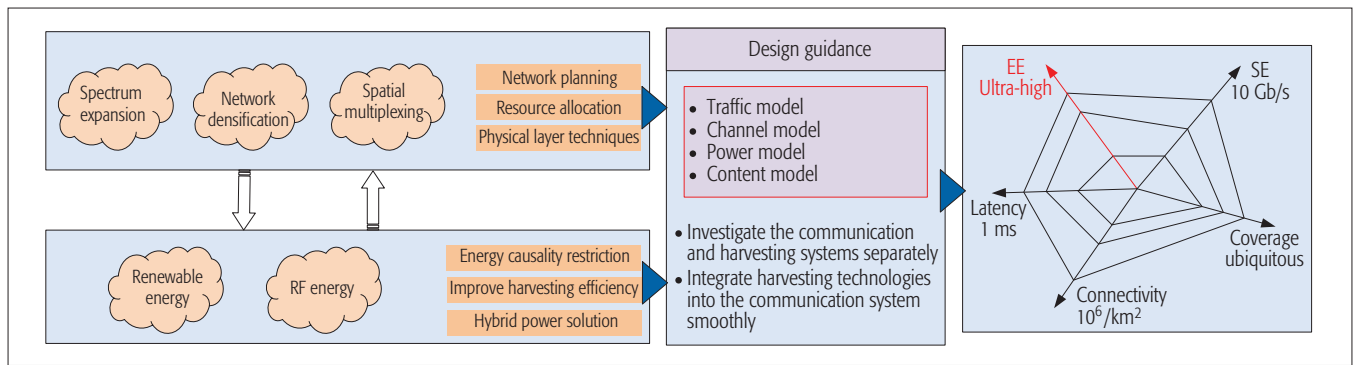 Spectrum
expansion
Network
densification
Spatial
multiplexing
Network planning
Resource allocation
Physical layer techniques
Renewable
energy
RF energy
Energy causality restriction
Improve harvesting efficiency
Hybrid power solution
Design guidance
• Traffic model
• Channel model
• Power model
• Content model
• Investigate the communication
and harvesting systems separately
• Integrate harvesting technologies
into the communication system
smoothly
EE
Ultra-high
SE
10 Gb/s
Latency
1 ms
Coverage
ubiquitous
Connectivity
10⁶/km²